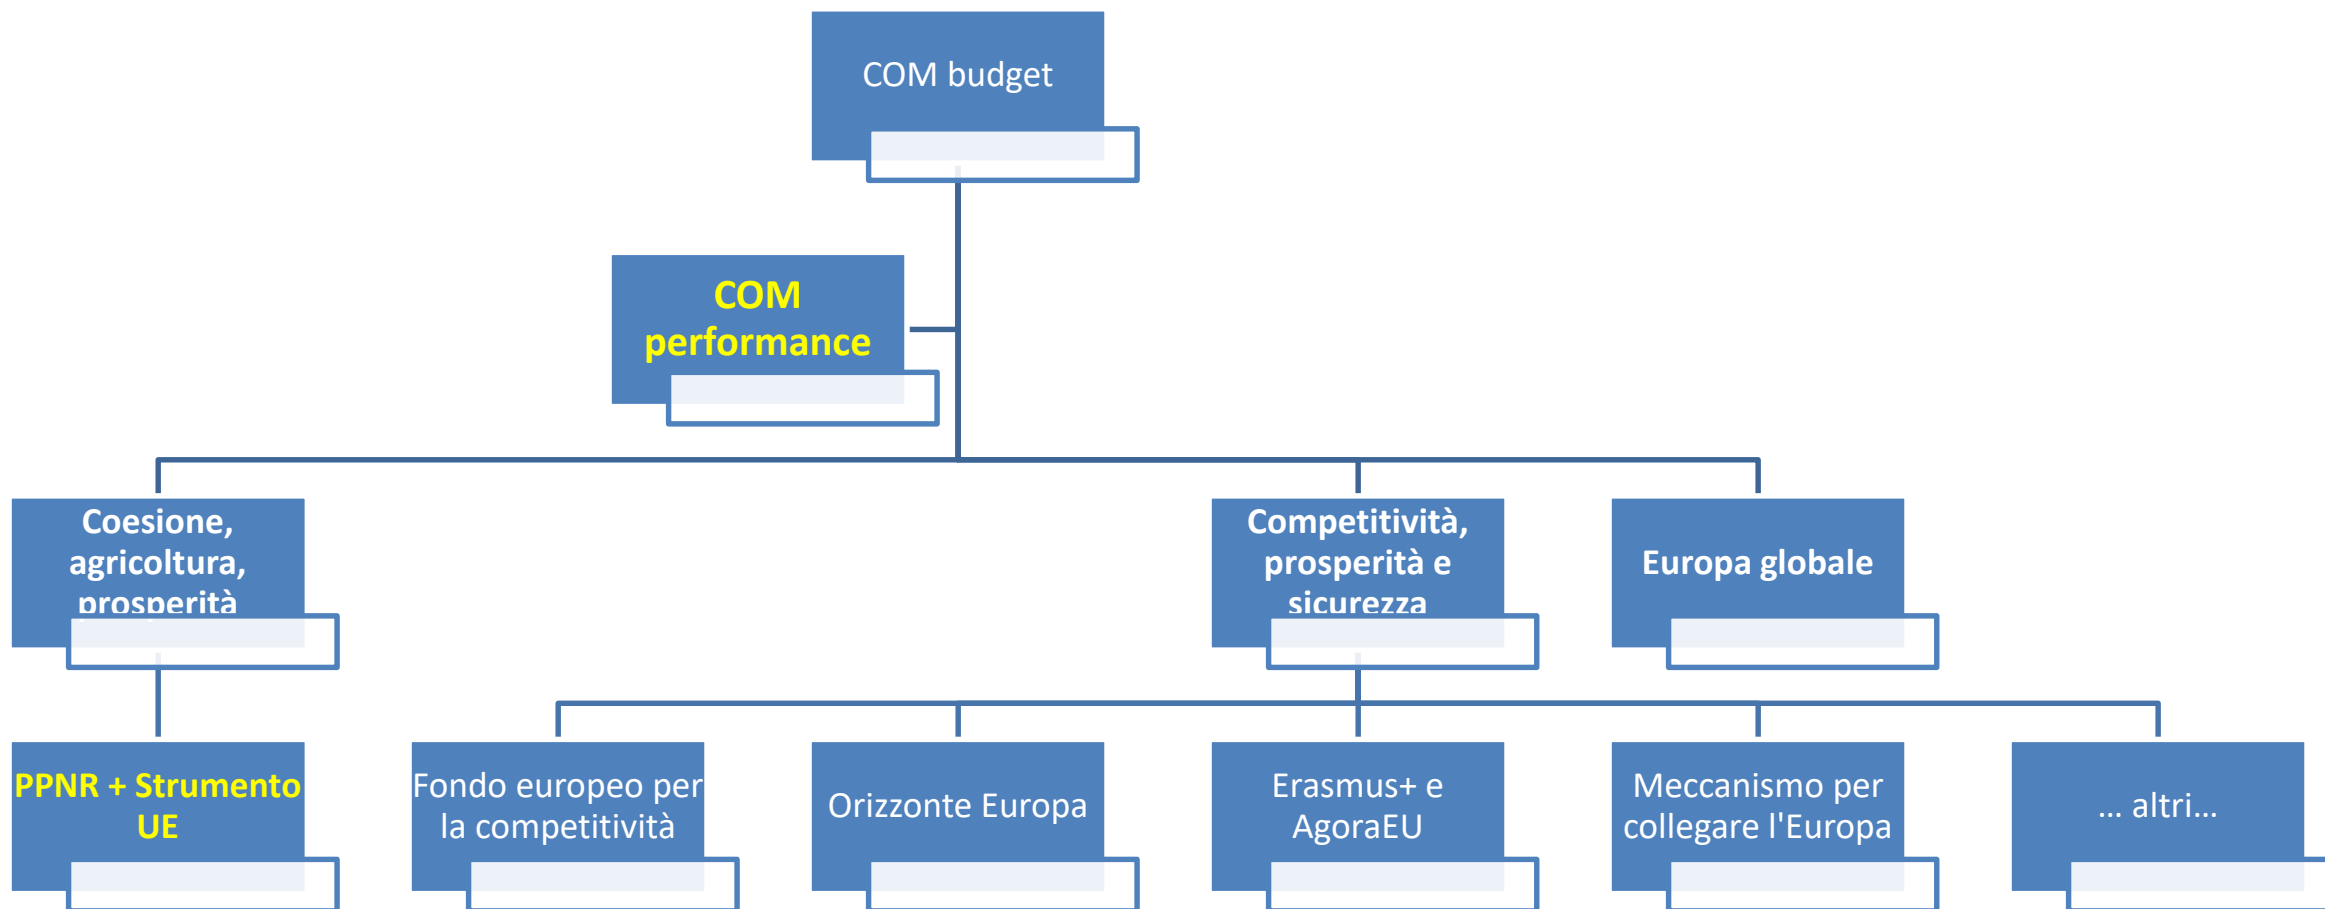 COM budget
COM
performance
Coesione,
agricoltura,
prosperità
Competitività,
prosperità e
sicurezza
Europa globale
PPNR + Strumento
UE
Fondo europeo per
la competitività
Orizzonte Europa
Erasmus+ e
AgoraEU
Meccanismo per
collegare l'Europa
... altri...